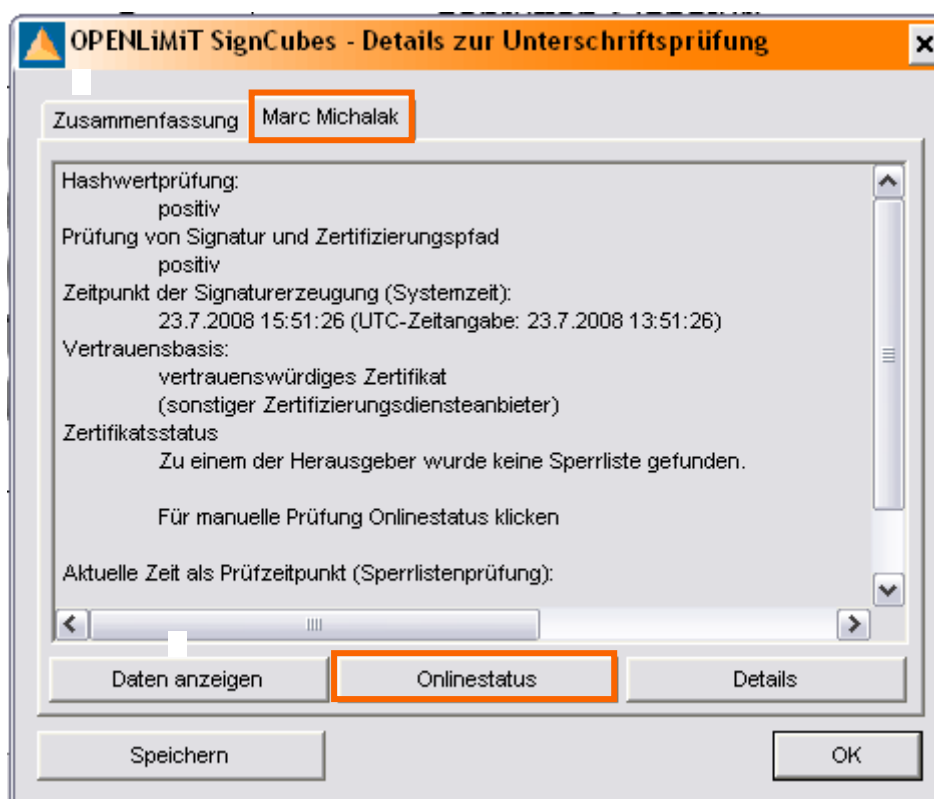 OPENLiMiT SignCubes - Details zur Unterschriftsprüfung
Zusammenfassung
Marc Michalak
Hashwertprüfung:
positiv
Prüfung von Signatur und Zertifizierungspfad
positiv
Zeitpunkt der Signaturerzeugung (Systemzeit):
23.7.2008 15:51:26 (UTC-Zeitangabe: 23.7.2008 13:51:26)
Vertrauensbasis:
vertrauenswürdiges Zertifikat
(sonstiger Zertifizierungsdiensteanbieter)
Zertifikatsstatus
Zu einem der Herausgeber wurde keine Sperrliste gefunden.
Für manuelle Prüfung Onlinestatus klicken
Aktuelle Zeit als Prüfzeitpunkt (Sperrlistenprüfung):
Daten anzeigen
Onlinestatus
Details
Speichern
OK